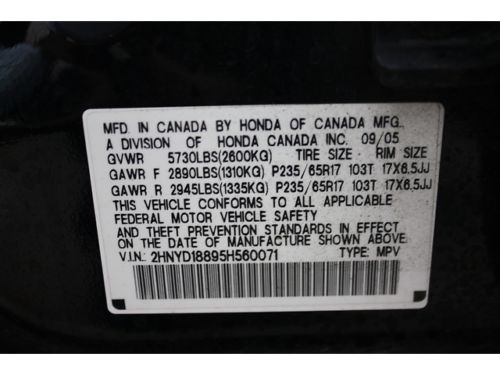 MFD. IN CANADA BY HONDA OF CANADA MFG.,
A DIVISION OF HONDA CANADA INC. 09/05
GVWR 5730LBS(2600KG) TIRE SIZE RIM SIZE
GAWR F 2890LBS(1310KG) P235/65R17 103T 17X6.5JJ
GAWR R 2945LBS(1335KG) P235/65R17 103T 17X6.5JJ
THIS VEHICLE CONFORMS TO ALL APPLICABLE
FEDERAL MOTOR VEHICLE SAFETY
AND THEFT PREVENTION STANDARDS IN EFFECT
ON THE DATE OF MANUFACTURE SHOWN ABOVE.
V.I.N.: 2HNYD18895H560071 TYPE: MPV